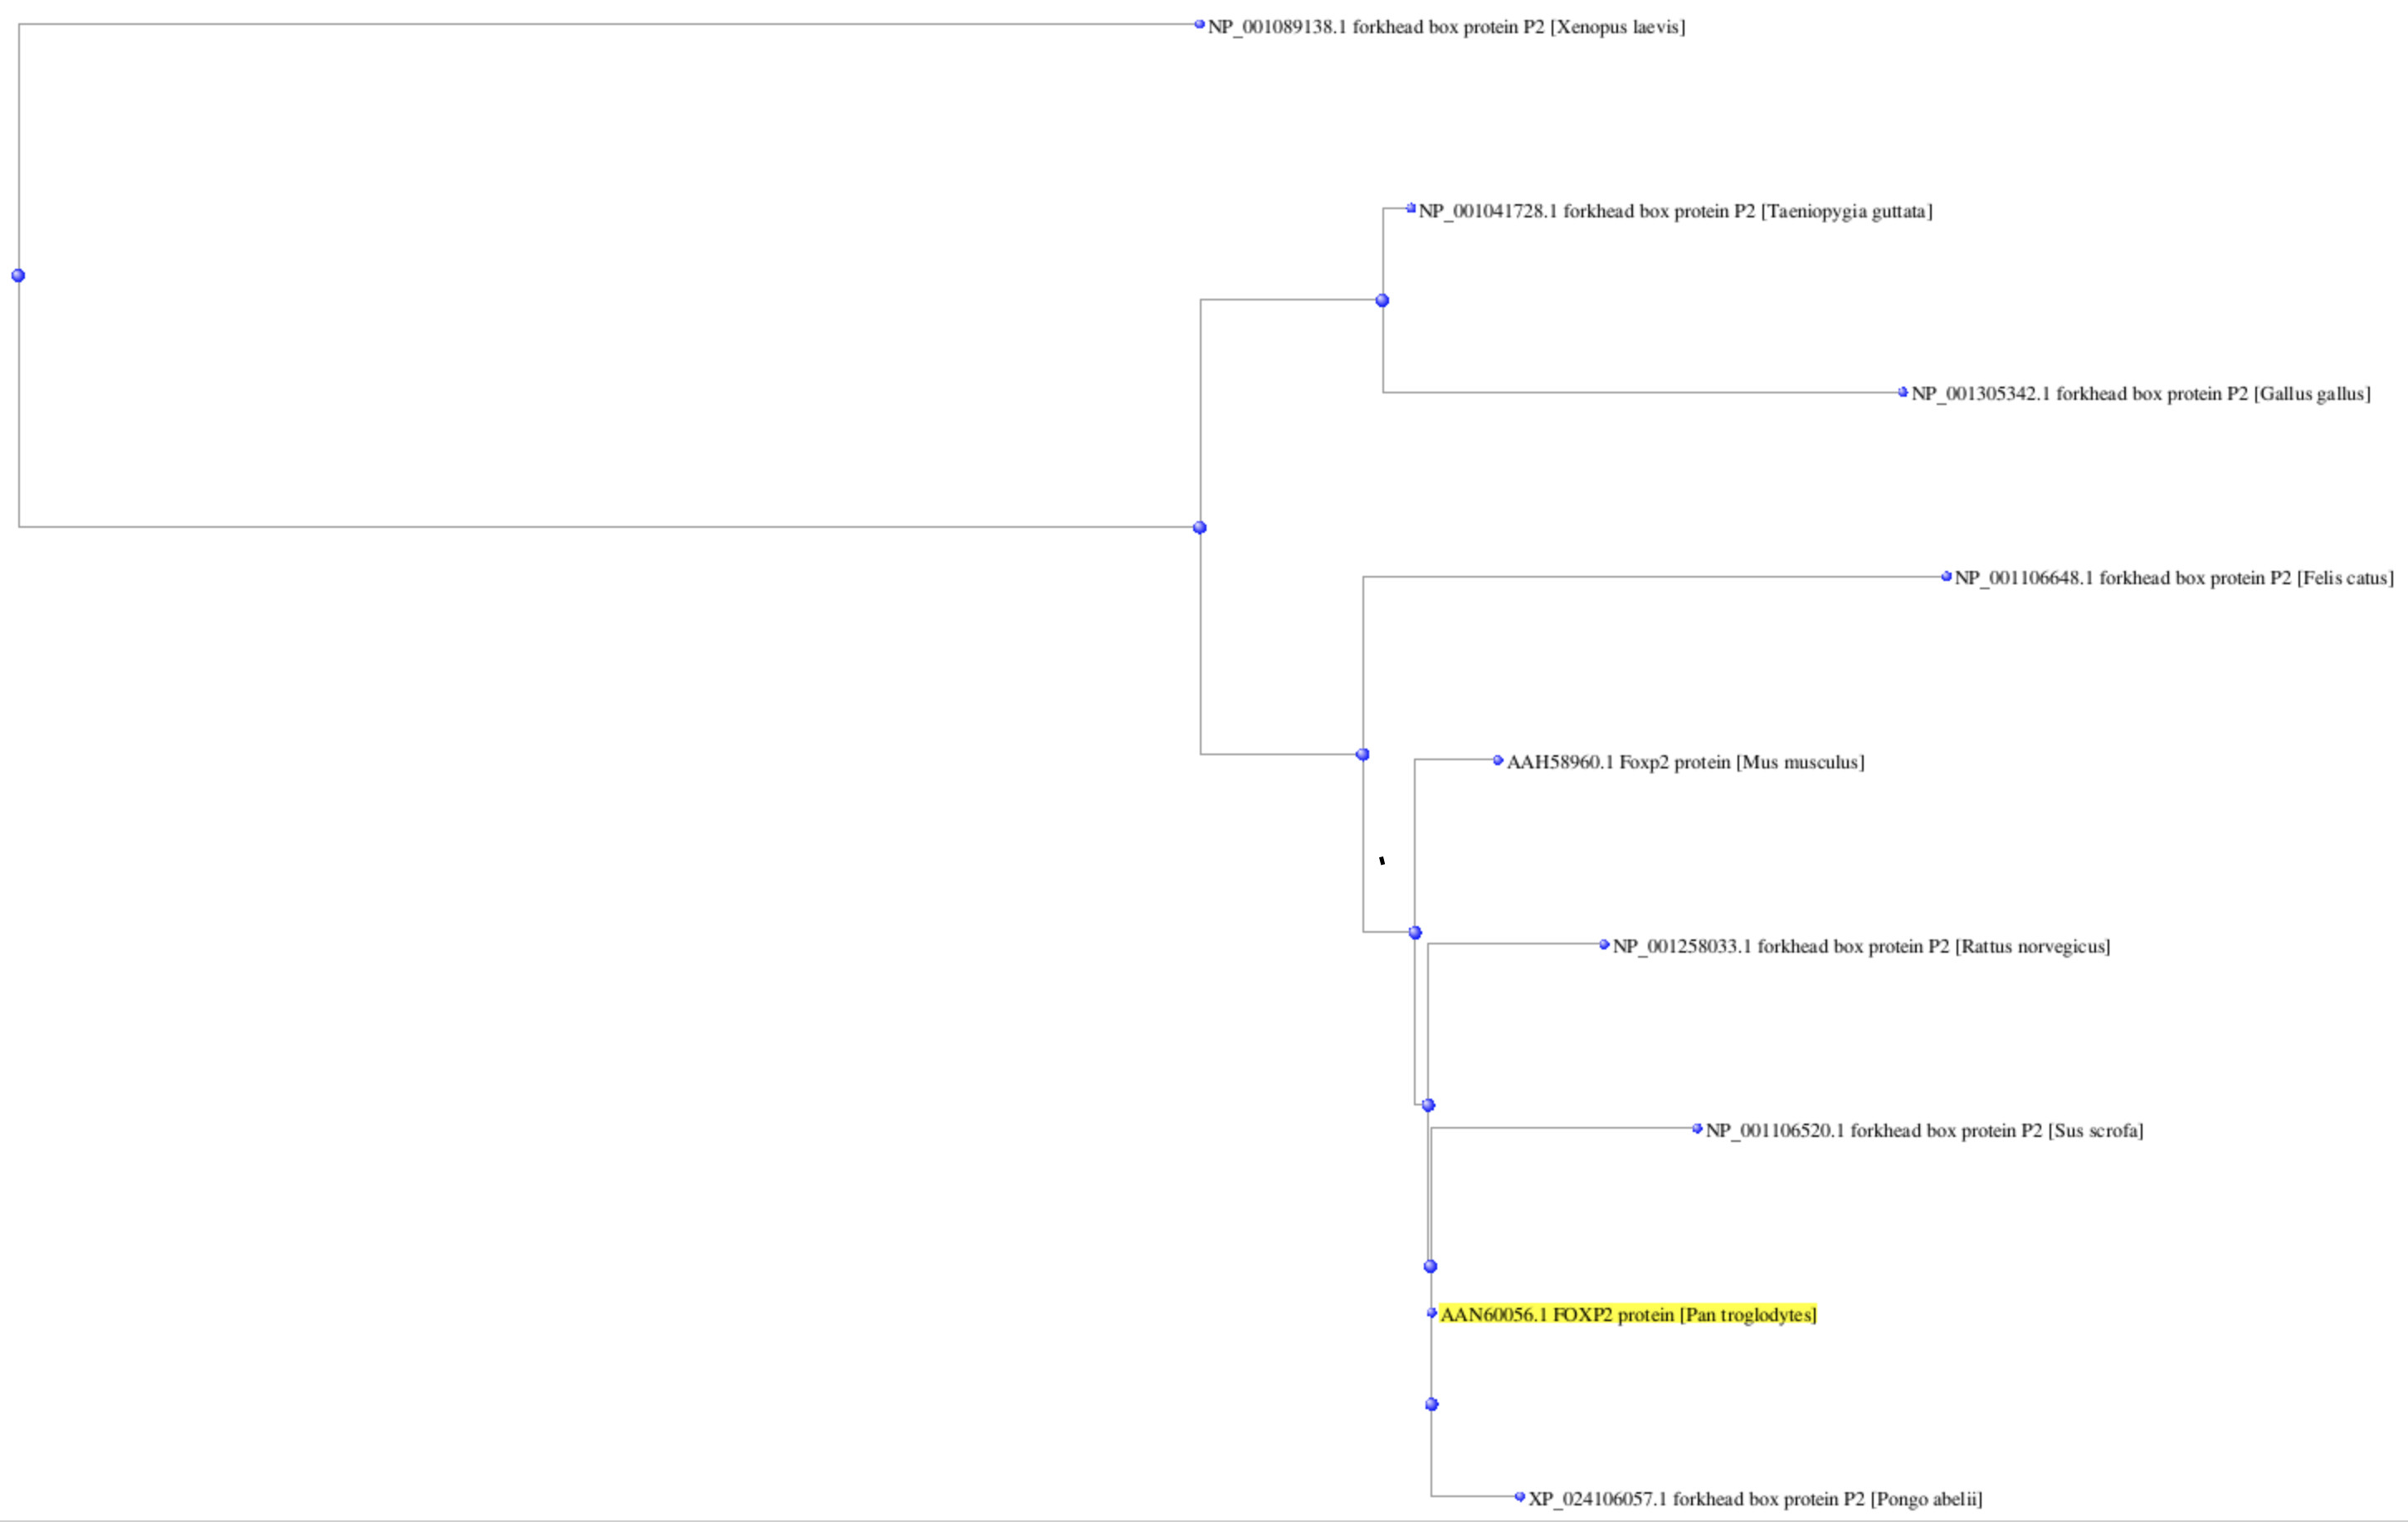 NP_001089138.1 forkhead box protein P2 [Xenopus laevis]
NP_001041728.1 forkhead box protein P2 [Taeniopygia guttata]
NP_001305342.1 forkhead box protein P2 [Gallus gallus]
NP_001106648.1 forkhead box protein P2 [Felis catus]
AAH58960.1 Foxp2 protein [Mus musculus]
NP_001258033.1 forkhead box protein P2 [Rattus norvegicus]
NP_001106520.1 forkhead box protein P2 [Sus scrofa]
AAN60056.1 FOXP2 protein [Pan troglodytes]
XP_024106057.1 forkhead box protein P2 [Pongo abelii]